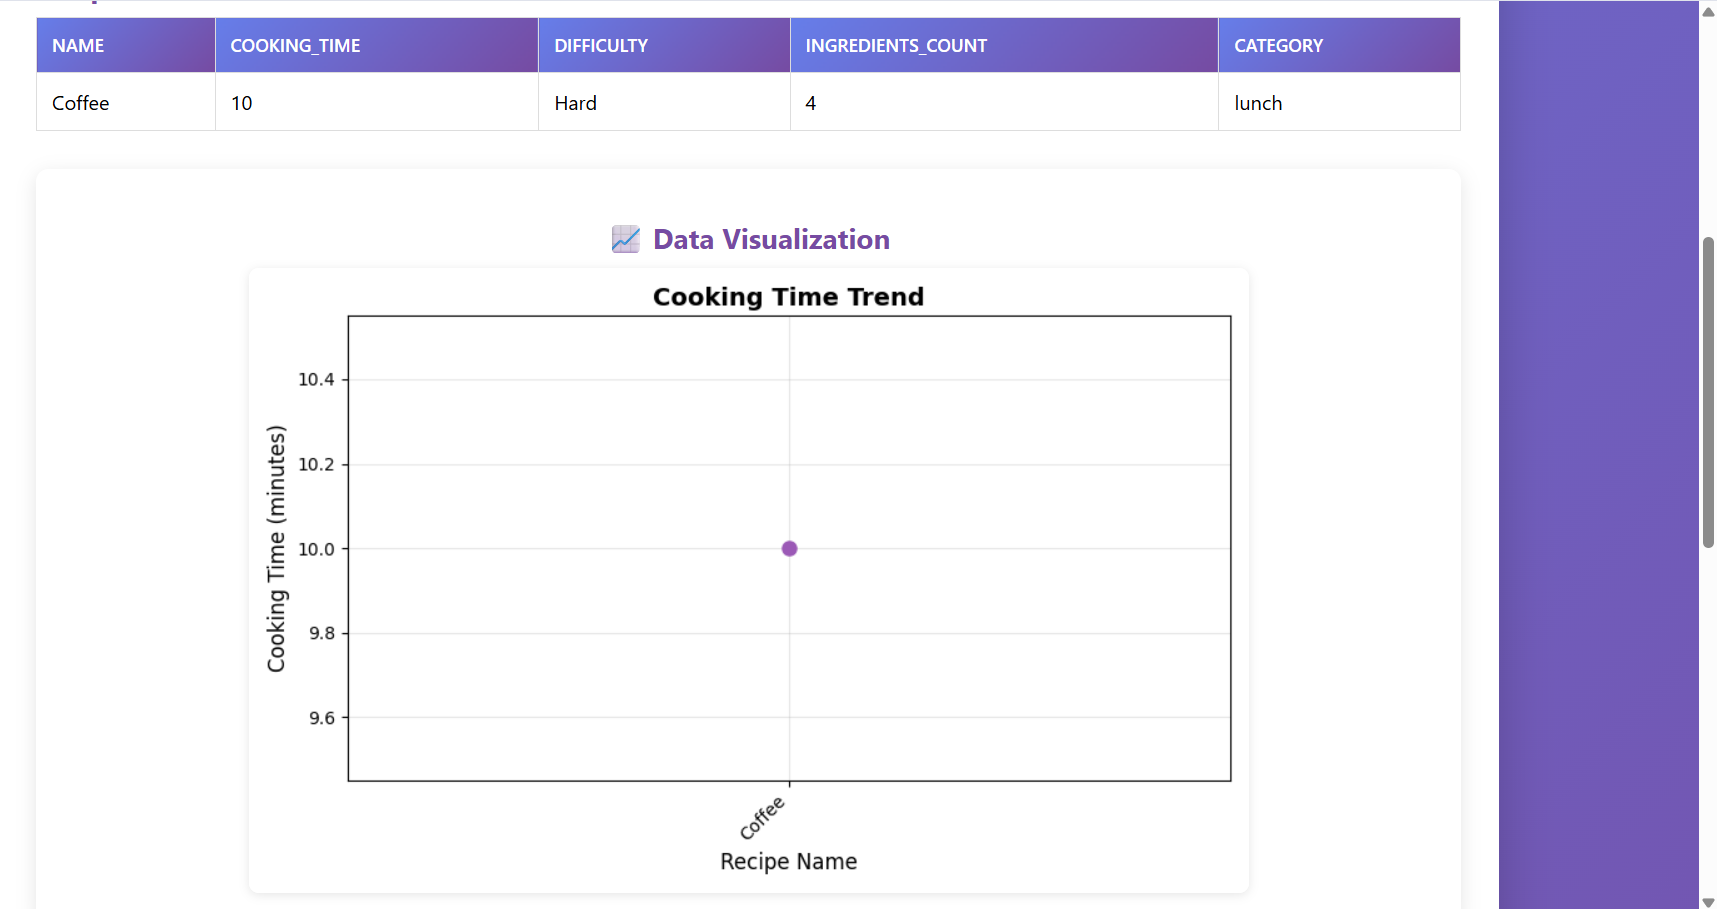 NAME COOKING_TIME DIFFICULTY INGREDIENTS_COUNT CATEGORY
Coffee 10 Hard 4 lunch
Data Visualization
Cooking Time Trend
Cooking Time (minutes)
10.4
10.2
10.0
9.8
9.6
Coffee
Recipe Name